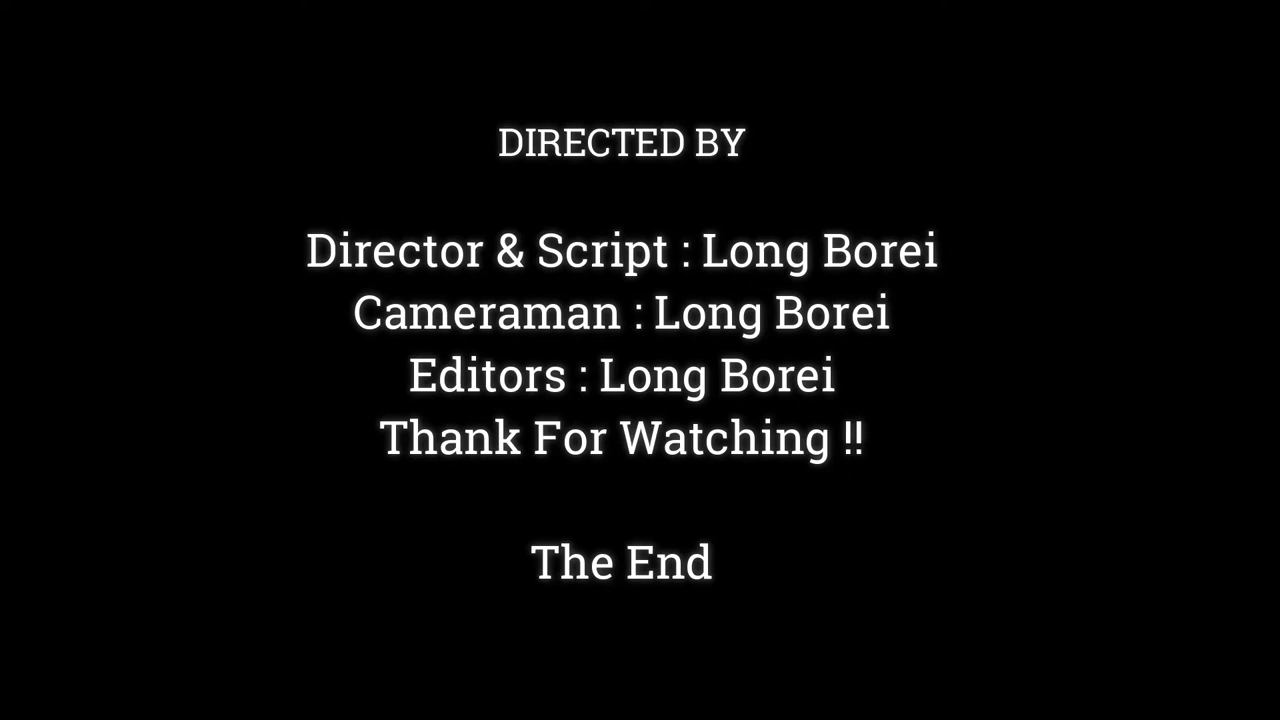 DIRECTED BY
Director & Script : Long Borei
Cameraman : Long Borei
Editors : Long Borei
Thank For Watching !!
The End